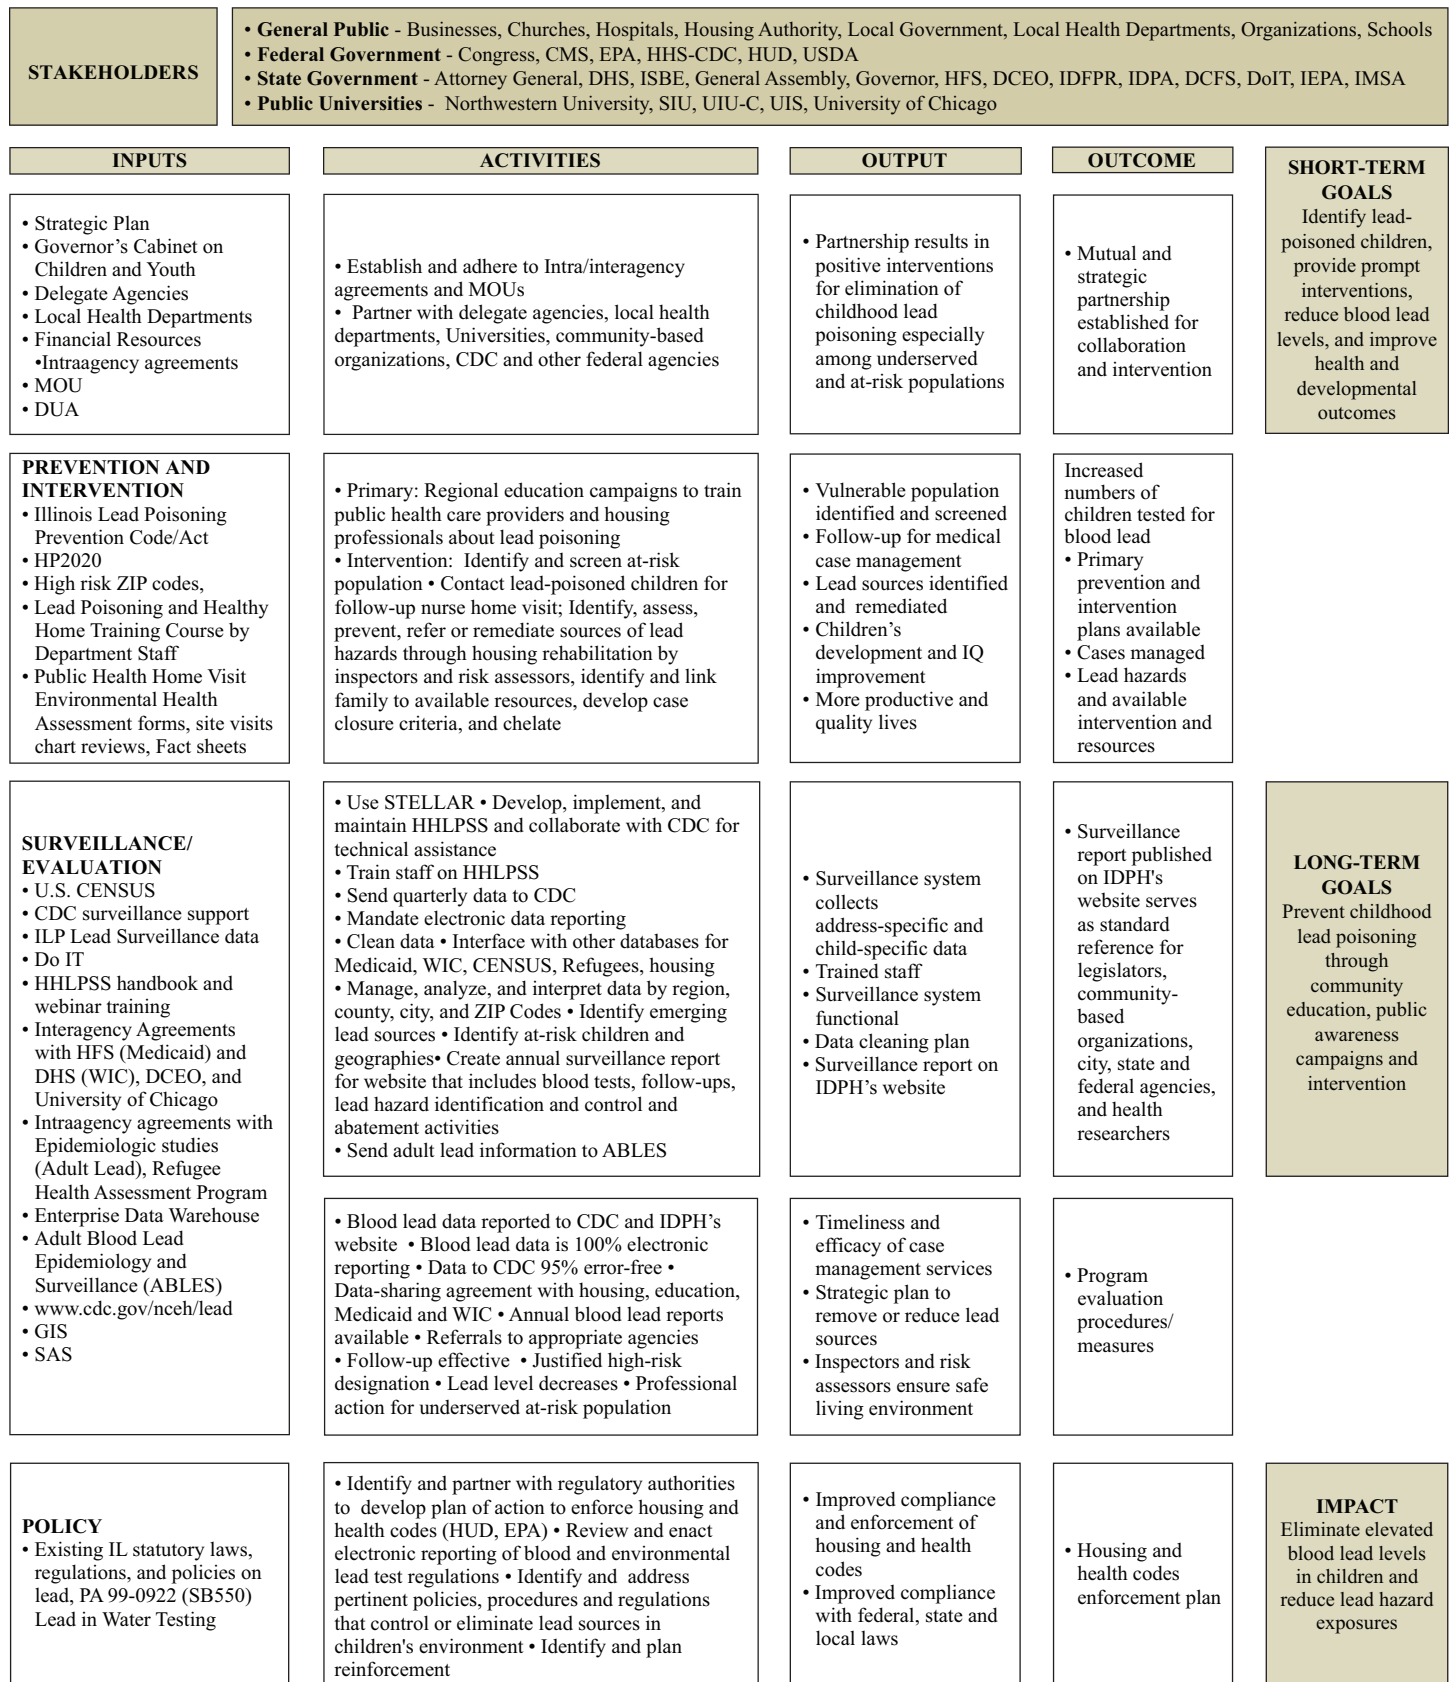 STAKEHOLDERS
• General Public - Businesses, Churches, Hospitals, Housing Authority, Local Government, Local Health Departments, Organizations, Schools
• Federal Government - Congress, CMS, EPA, HHS-CDC, HUD, USDA
• State Government - Attorney General, DHS, ISBE, General Assembly, Governor, HFS, DCEO, IDFPR, IDPA, DCFS, DoIT, IEPA, IMSA
• Public Universities - Northwestern University, SIU, UIU-C, UIS, University of Chicago
INPUTS
ACTIVITIES
OUTPUT
OUTCOME
• Strategic Plan
• Governor’s Cabinet on
Children and Youth
• Delegate Agencies
• Local Health Departments
• Financial Resources
•Intraagency agreements
• MOU
• DUA
• Establish and adhere to Intra/interagency
agreements and MOUs
• Partner with delegate agencies, local health
departments, Universities, community-based
organizations, CDC and other federal agencies
• Partnership results in
positive interventions
for elimination of
childhood lead
poisoning especially
among underserved
and at-risk populations
• Mutual and
strategic
partnership
established for
collaboration
and intervention
SHORT-TERM
GOALS
Identify lead-
poisoned children,
provide prompt
interventions,
reduce blood lead
levels, and improve
health and
developmental
outcomes
PREVENTION AND
INTERVENTION
• Illinois Lead Poisoning
Prevention Code/Act
• HP2020
• High risk ZIP codes,
• Lead Poisoning and Healthy
Home Training Course by
Department Staff
• Public Health Home Visit
Environmental Health
Assessment forms, site visits
chart reviews, Fact sheets
• Primary: Regional education campaigns to train
public health care providers and housing
professionals about lead poisoning
• Intervention: Identify and screen at-risk
population • Contact lead-poisoned children for
follow-up nurse home visit; Identify, assess,
prevent, refer or remediate sources of lead
hazards through housing rehabilitation by
inspectors and risk assessors, identify and link
family to available resources, develop case
closure criteria, and chelate
• Vulnerable population
identified and screened
• Follow-up for medical
case management
• Lead sources identified
and remediated
• Children’s
development and IQ
improvement
• More productive and
quality lives
Increased
numbers of
children tested for
blood lead
• Primary
prevention and
intervention
plans available
• Cases managed
• Lead hazards
and available
intervention and
resources
SURVEILLANCE/
EVALUATION
• U.S. CENSUS
• CDC surveillance support
• ILP Lead Surveillance data
• Do IT
• HHLPSS handbook and
webinar training
• Interagency Agreements
with HFS (Medicaid) and
DHS (WIC), DCEO, and
University of Chicago
• Intraagency agreements with
Epidemiologic studies
(Adult Lead), Refugee
Health Assessment Program
• Enterprise Data Warehouse
• Adult Blood Lead
Epidemiology and
Surveillance (ABLES)
• www.cdc.gov/nceh/lead
• GIS
• SAS
• Use STELLAR • Develop, implement, and
maintain HHLPSS and collaborate with CDC for
technical assistance
• Train staff on HHLPSS
• Send quarterly data to CDC
• Mandate electronic data reporting
• Clean data • Interface with other databases for
Medicaid, WIC, CENSUS, Refugees, housing
• Manage, analyze, and interpret data by region,
county, city, and ZIP Codes • Identify emerging
lead sources • Identify at-risk children and
geographies• Create annual surveillance report
for website that includes blood tests, follow-ups,
lead hazard identification and control and
abatement activities
• Send adult lead information to ABLES
• Surveillance system
collects
address-specific and
child-specific data
• Trained staff
• Surveillance system
functional
• Data cleaning plan
• Surveillance report on
IDPH’s website
• Surveillance
report published
on IDPH's
website serves
as standard
reference for
legislators,
community-
based
organizations,
city, state and
federal agencies,
and health
researchers
LONG-TERM
GOALS
Prevent childhood
lead poisoning
through
community
education, public
awareness
campaigns and
intervention
• Blood lead data reported to CDC and IDPH’s
website • Blood lead data is 100% electronic
reporting • Data to CDC 95% error-free •
Data-sharing agreement with housing, education,
Medicaid and WIC • Annual blood lead reports
available • Referrals to appropriate agencies
• Follow-up effective • Justified high-risk
designation • Lead level decreases • Professional
action for underserved at-risk population
• Timeliness and
efficacy of case
management services
• Strategic plan to
remove or reduce lead
sources
• Inspectors and risk
assessors ensure safe
living environment
• Program
evaluation
procedures/
measures
POLICY
• Existing IL statutory laws,
regulations, and policies on
lead, PA 99-0922 (SB550)
Lead in Water Testing
• Identify and partner with regulatory authorities
to develop plan of action to enforce housing and
health codes (HUD, EPA) • Review and enact
electronic reporting of blood and environmental
lead test regulations • Identify and address
pertinent policies, procedures and regulations
that control or eliminate lead sources in
children's environment • Identify and plan
reinforcement
• Improved compliance
and enforcement of
housing and health
codes
• Improved compliance
with federal, state and
local laws
• Housing and
health codes
enforcement plan
IMPACT
Eliminate elevated
blood lead levels
in children and
reduce lead hazard
exposures